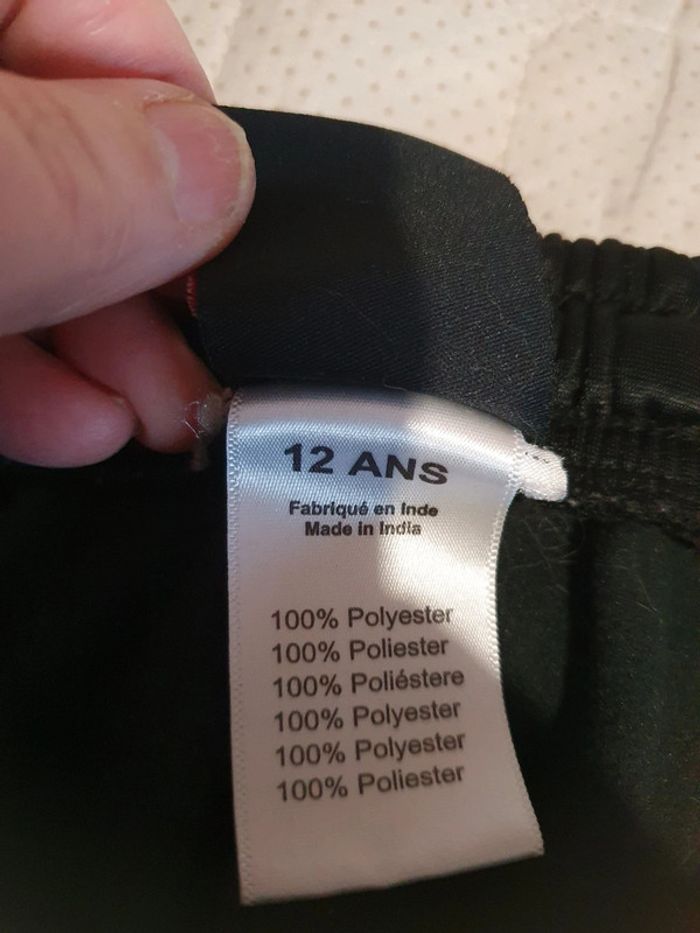 12 ANS
Fabriqué en Inde
Made in India
100% Polyester
100% Poliester
100% Poliéstere
100% Polyester
100% Polyester
100% Poliester